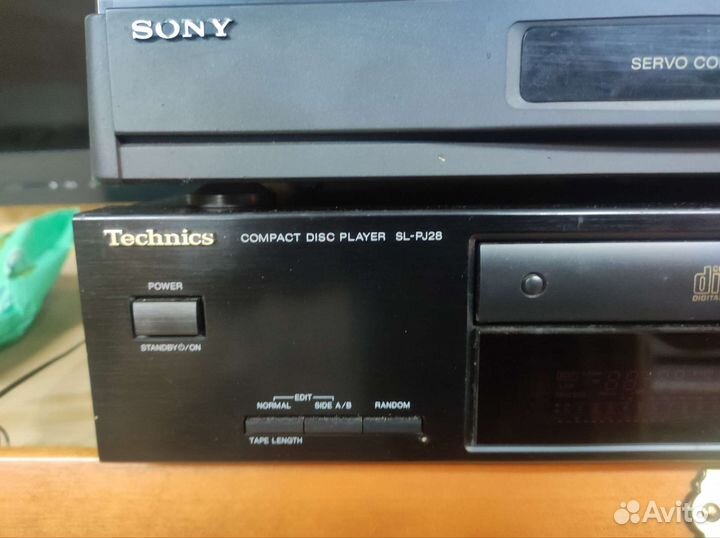 SONY
SERVO CO
Technics COMPACT DISC PLAYER SL-PJ28
POWER
STANDBY⏻/ON
EDIT
NORMAL SIDE A/B RANDOM
TAPE LENGTH
DIGITAL
Avito